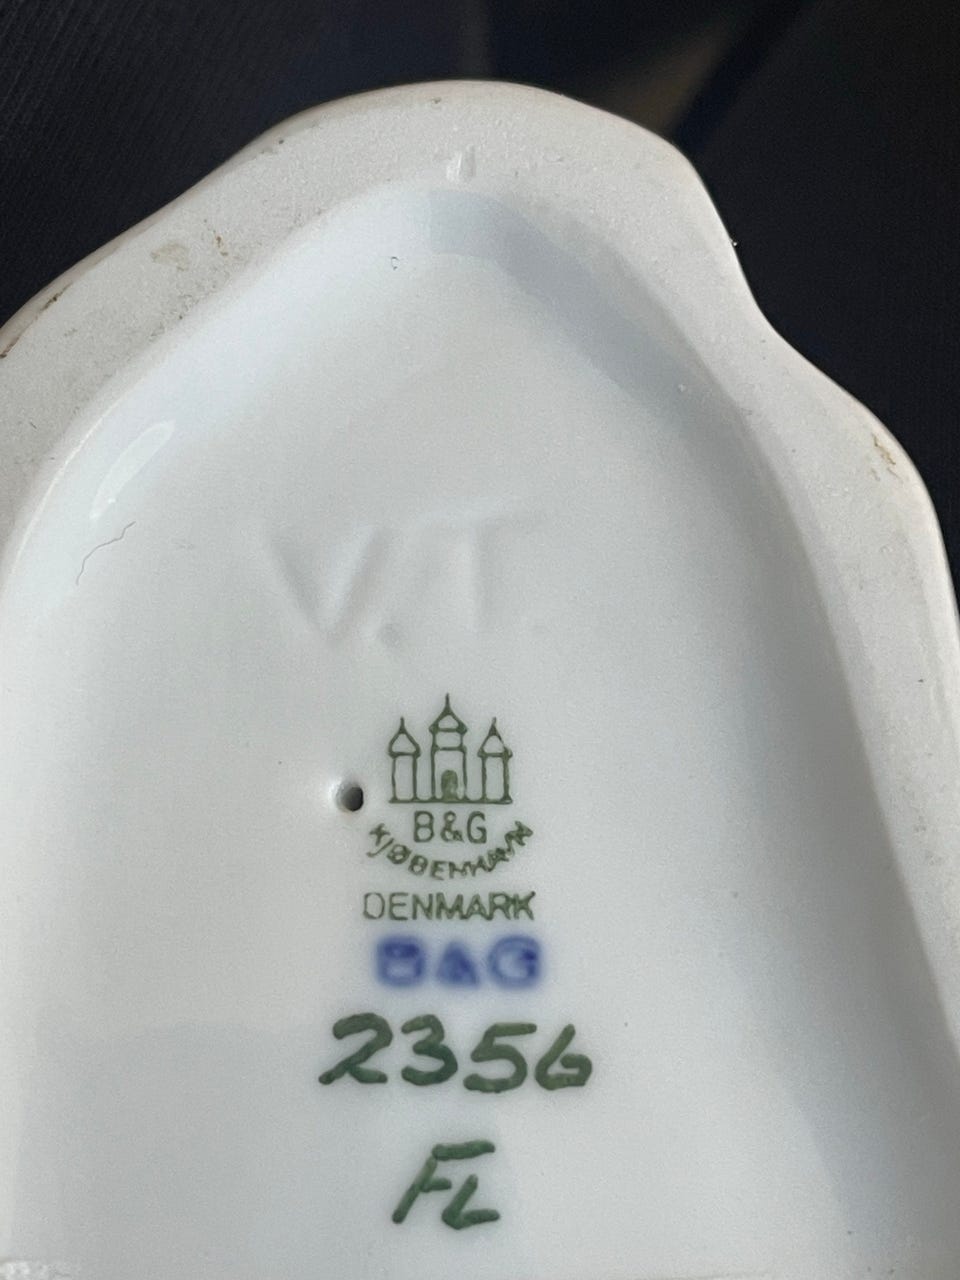 V.T.
B&G
KJØBENHAVN
DENMARK
B&G
2356
FL